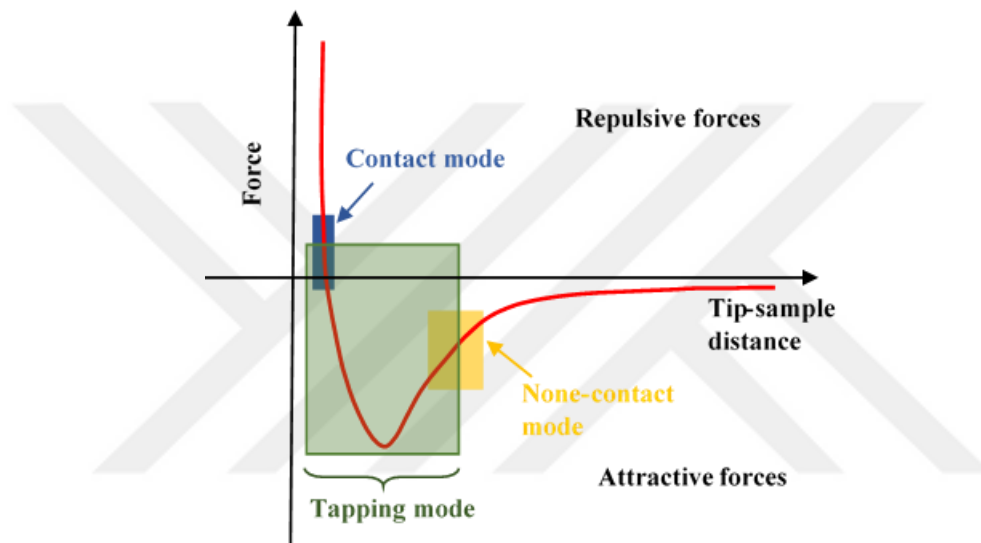 Repulsive forces
Contact mode
Force
Tip-sample
distance
None-contact
mode
Attractive forces
Tapping mode